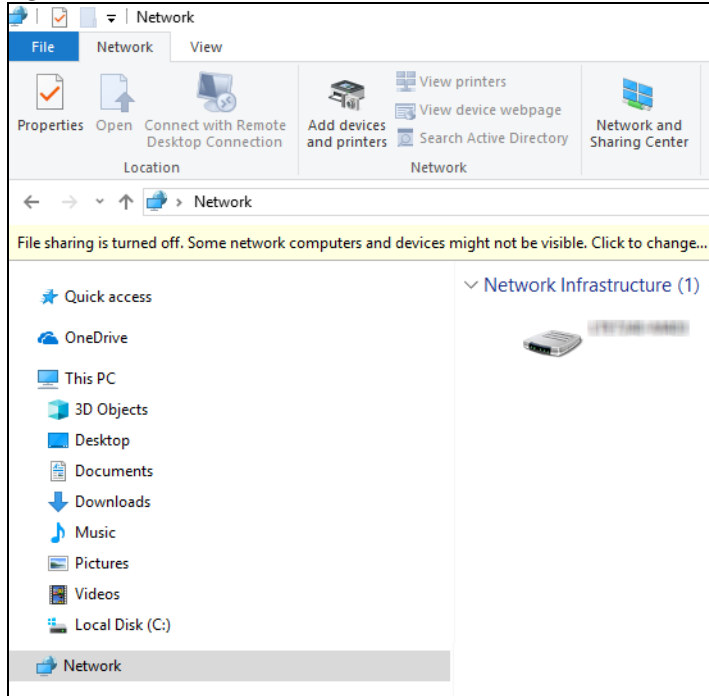 Network
File Network View
Properties Open Connect with Remote Desktop Connection
Location
Add devices and printers
View printers
View device webpage
Search Active Directory
Network
Network and Sharing Center
Network
File sharing is turned off. Some network computers and devices might not be visible. Click to change...
Quick access
OneDrive
This PC
3D Objects
Desktop
Documents
Downloads
Music
Pictures
Videos
Local Disk (C:)
Network
Network Infrastructure (1)